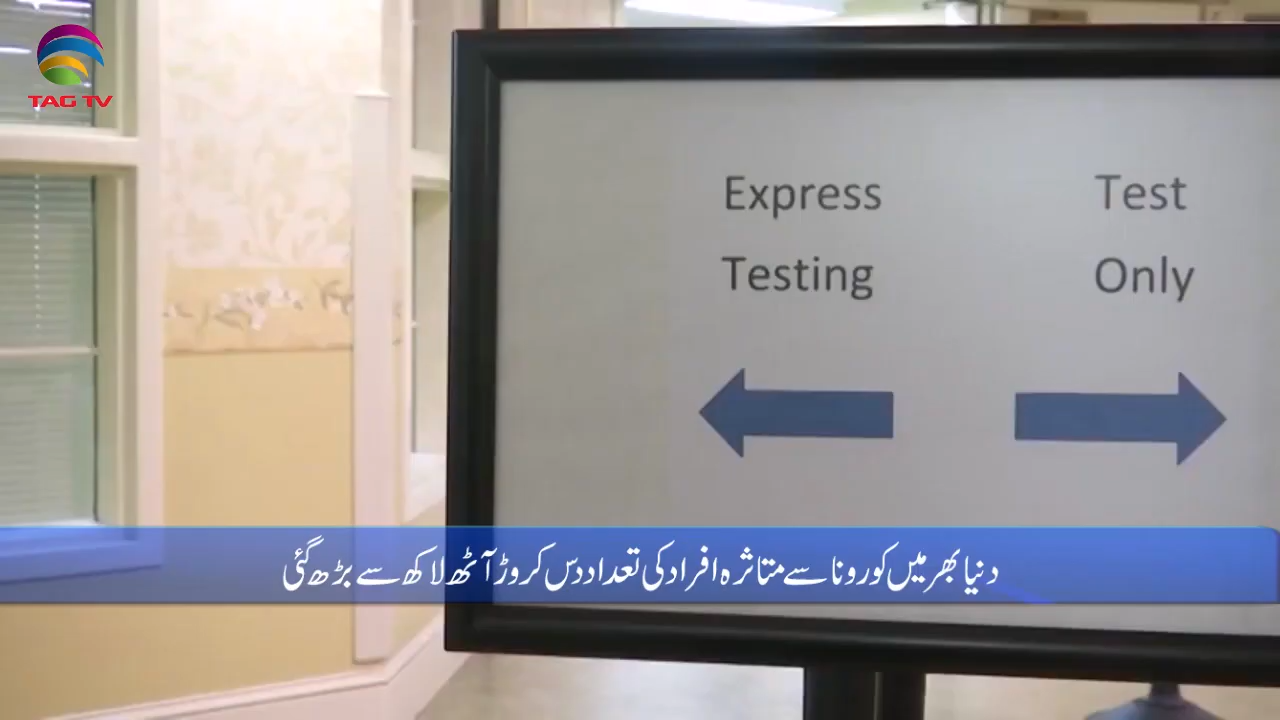 TAG TV
Express
Testing
Test
Only
دنیا بھر میں کورونا سے متاثرہ افراد کی تعداد دس کروڑ آٹھ لاکھ سے بڑھ گئی